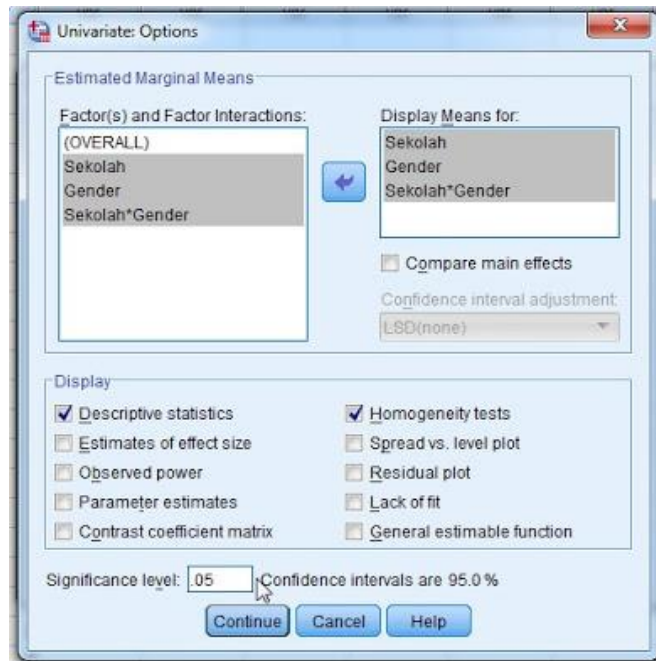 Univariate: Options
Estimated Marginal Means
Factor(s) and Factor Interactions:
(OVERALL)
Sekolah
Gender
Sekolah*Gender
Display Means for:
Sekolah
Gender
Sekolah*Gender
Compare main effects
Confidence interval adjustment:
LSD(none)
Display
Descriptive statistics
Estimates of effect size
Observed power
Parameter estimates
Contrast coefficient matrix
Homogeneity tests
Spread vs. level plot
Residual plot
Lack of fit
General estimable function
Significance level: .05 Confidence intervals are 95.0 %
Continue Cancel Help